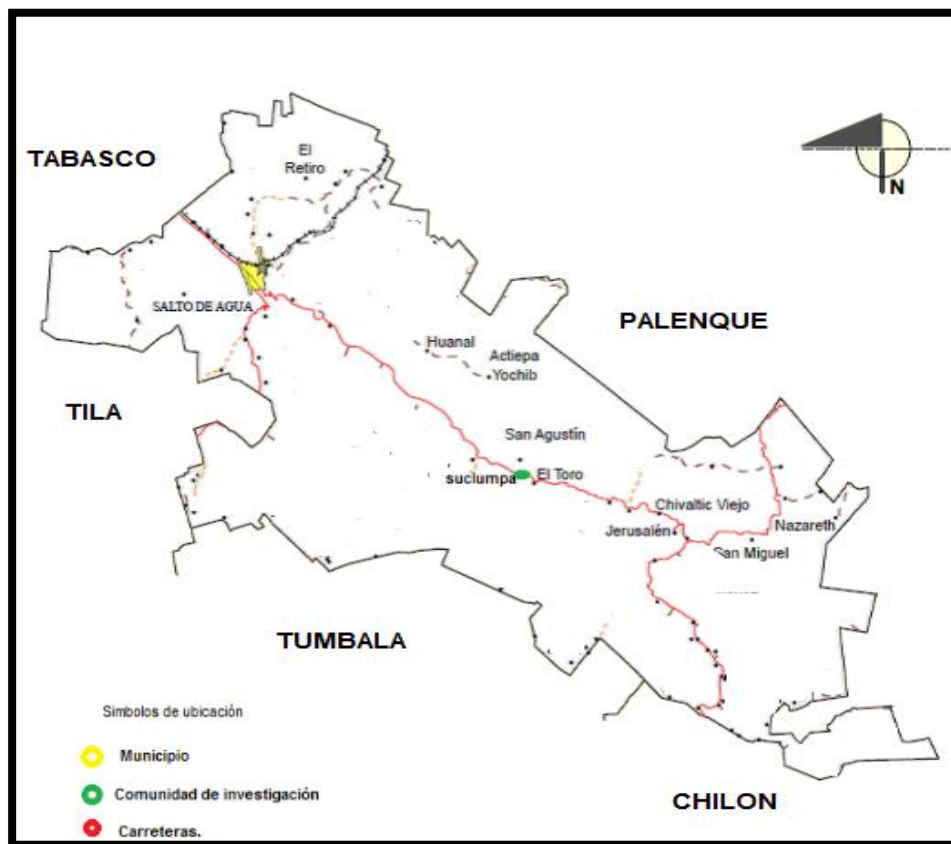 El
Retiro
TABASCO
N
SALTO DE AGUA
PALENQUE
Huanal
Actiepa
Yochib
TILA
San Agustín
suclumpa
El Toro
Chivaltic Viejo
Jerusalén
Nazareth
San Miguel
TUMBALA
Simbolos de ubicación
Municipio
Comunidad de investigación
Carreteras.
CHILON